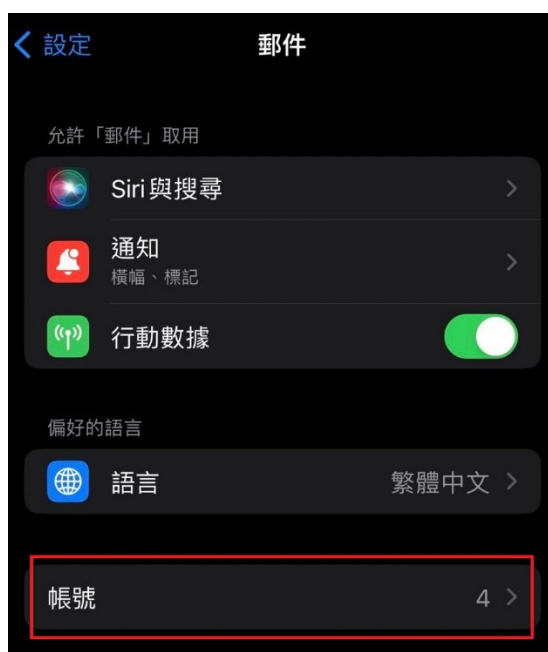 設定
郵件
允許「郵件」取用
Siri與搜尋
通知
橫幅、標記
行動數據
偏好的語言
語言 繁體中文
帳號 4